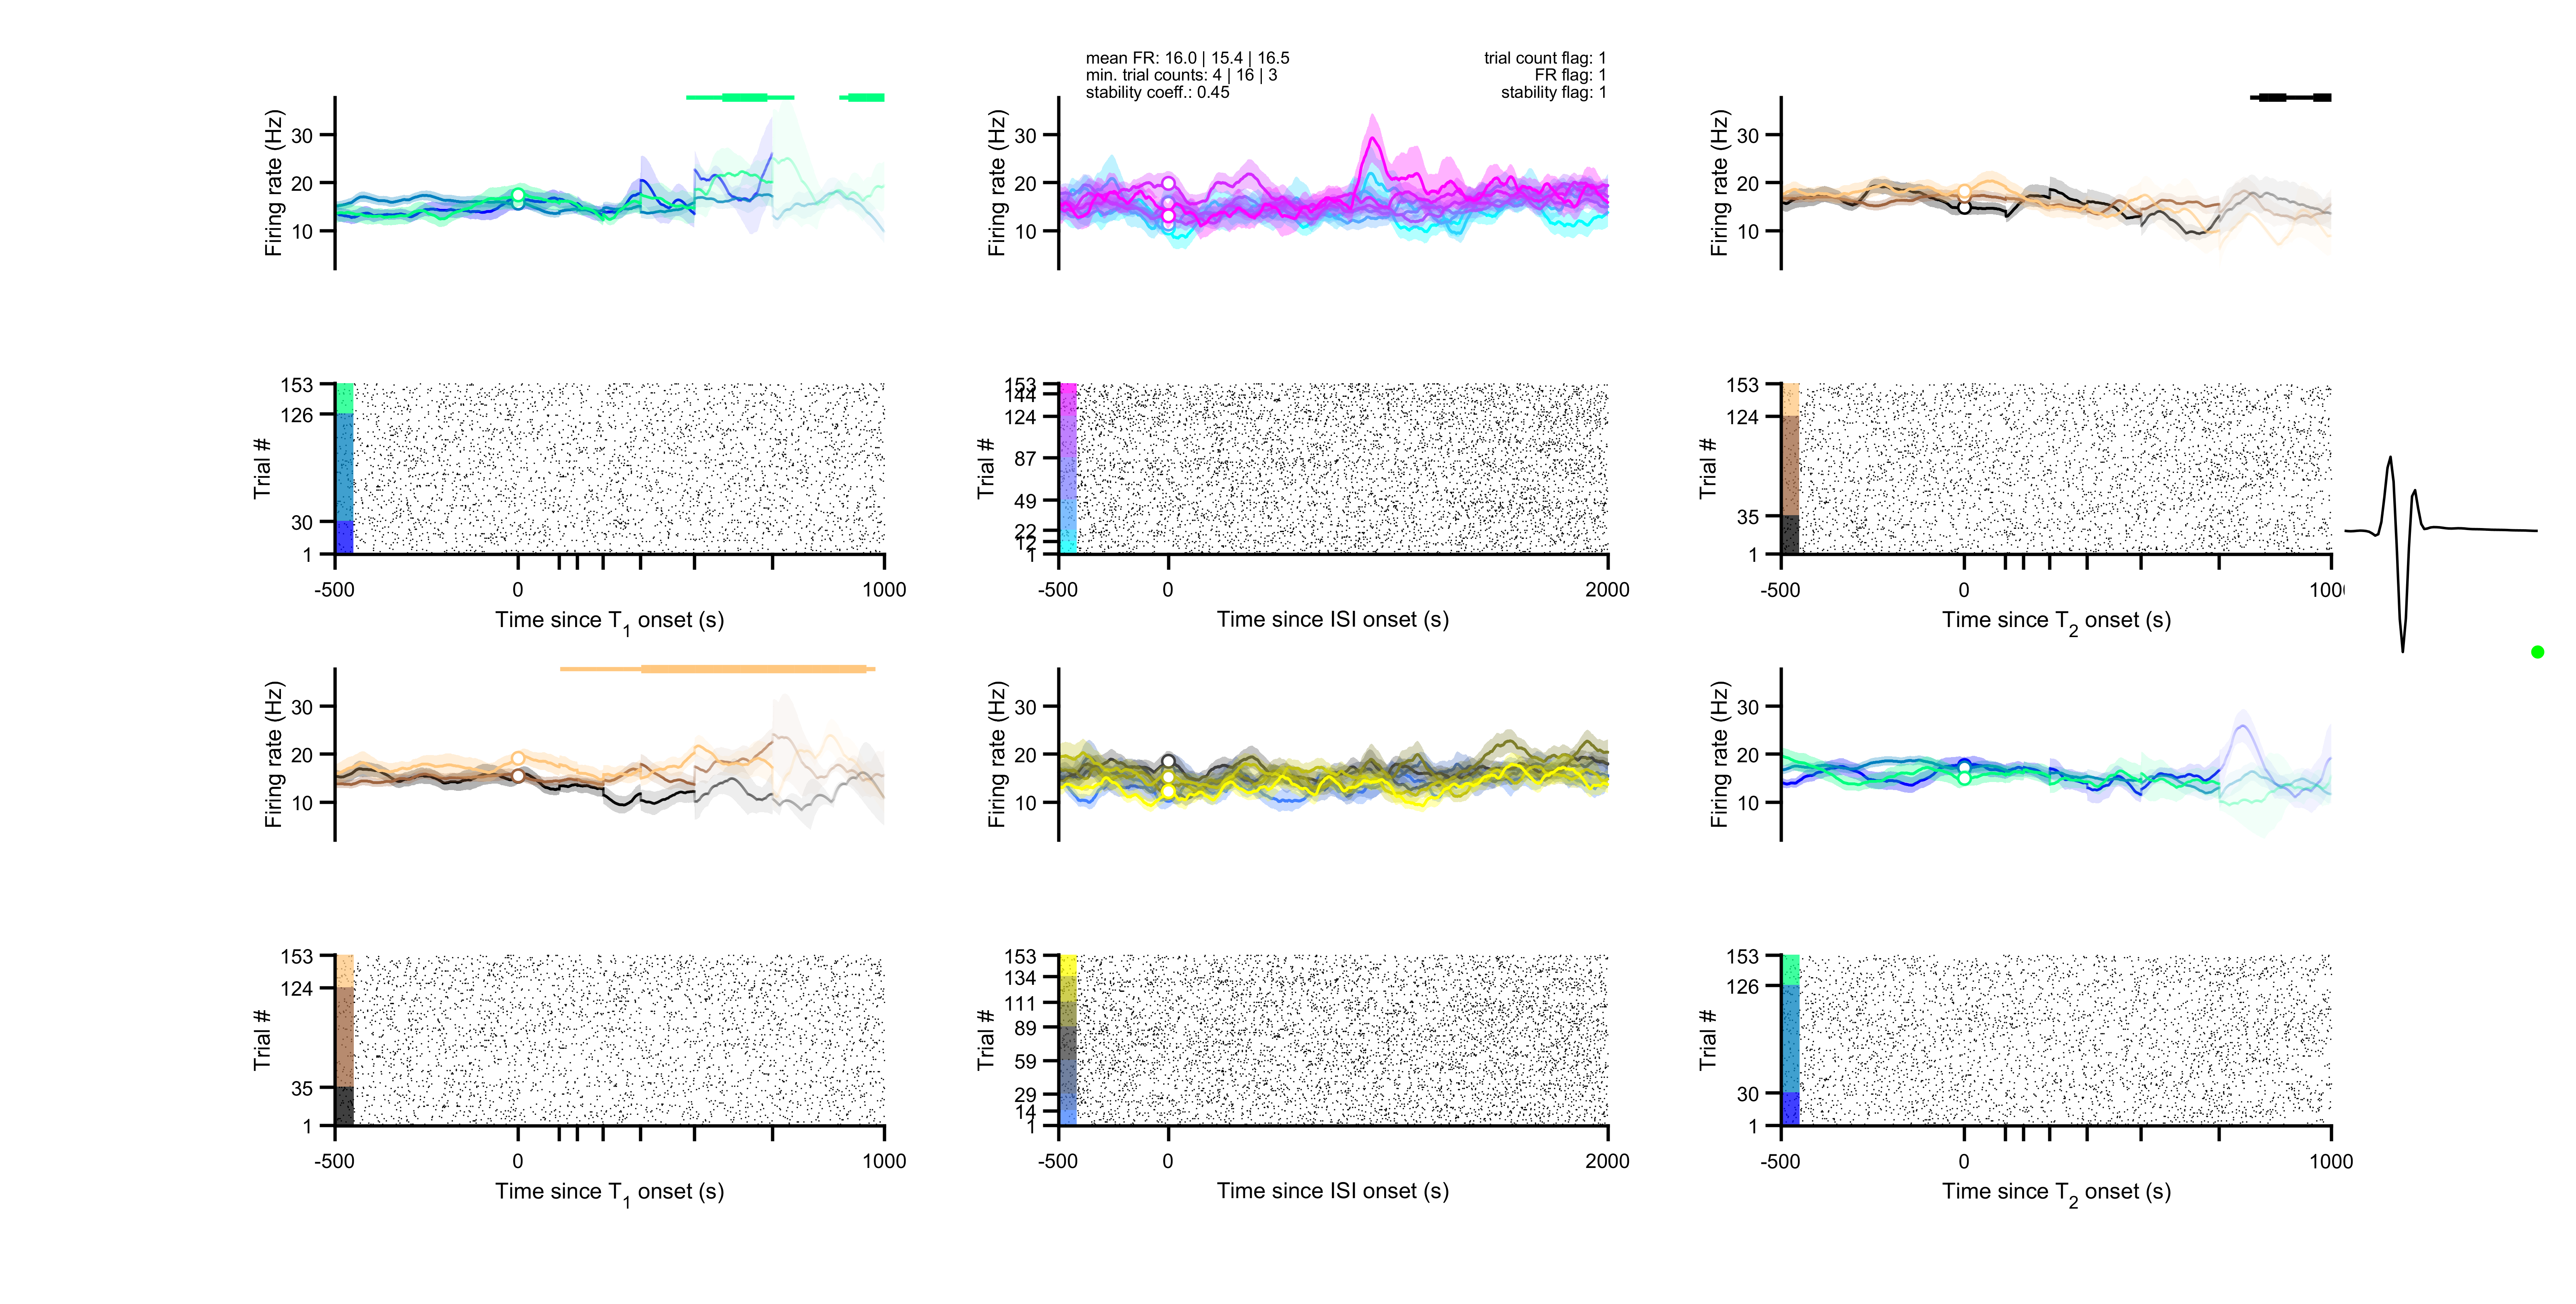 mean FR: 16.0 | 15.4 | 16.5
min. trial counts: 4 | 16 | 3
stability coeff.: 0.45
trial count flag: 1
FR flag: 1
stability flag: 1
Firing rate (Hz)
30
20
10
Firing rate (Hz)
30
20
10
Firing rate (Hz)
30
20
10
Trial #
153
126
30
1
-500
0
1000
Time since T1 onset (s)
Trial #
153
144
124
87
49
22
12
1
-500
0
2000
Time since ISI onset (s)
Trial #
153
124
35
1
-500
0
1000
Time since T2 onset (s)
Firing rate (Hz)
30
20
10
Firing rate (Hz)
30
20
10
Firing rate (Hz)
30
20
10
Trial #
153
124
35
1
-500
0
1000
Time since T1 onset (s)
Trial #
153
134
111
89
59
29
14
1
-500
0
2000
Time since ISI onset (s)
Trial #
153
126
30
1
-500
0
1000
Time since T2 onset (s)